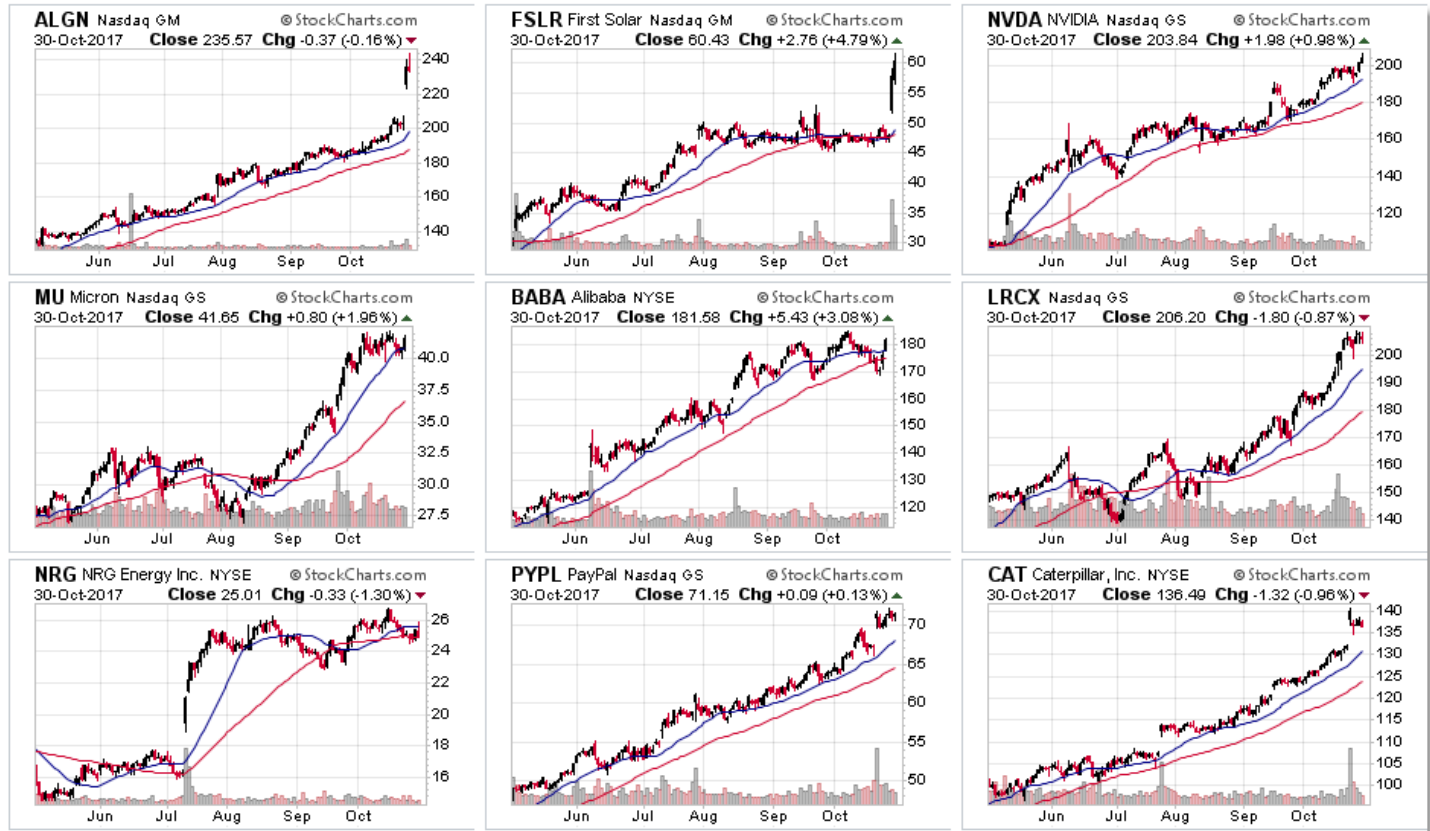 ALGN Nasdaq GM © StockCharts.com
30-Oct-2017 Close 235.57 Chg -0.37 (-0.16%)
240
220
200
180
160
140
Jun Jul Aug Sep Oct
FSLR First Solar Nasdaq GM © StockCharts.com
30-Oct-2017 Close 60.43 Chg +2.76 (+4.79%)
60
55
50
45
40
35
30
Jun Jul Aug Sep Oct
NVDA NVIDIA Nasdaq GS © StockCharts.com
30-Oct-2017 Close 203.84 Chg +1.98 (+0.98%)
200
180
160
140
120
Jun Jul Aug Sep Oct
MU Micron Nasdaq GS © StockCharts.com
30-Oct-2017 Close 41.65 Chg +0.80 (+1.96%)
40.0
37.5
35.0
32.5
30.0
27.5
Jun Jul Aug Sep Oct
BABA Alibaba NYSE © StockCharts.com
30-Oct-2017 Close 181.58 Chg +5.43 (+3.08%)
180
170
160
150
140
130
120
Jun Jul Aug Sep Oct
LRCX Nasdaq GS © StockCharts.com
30-Oct-2017 Close 206.20 Chg -1.80 (-0.87%)
200
190
180
170
160
150
140
Jun Jul Aug Sep Oct
NRG NRG Energy Inc. NYSE © StockCharts.com
30-Oct-2017 Close 25.01 Chg -0.33 (-1.30%)
26
24
22
20
18
16
Jun Jul Aug Sep Oct
PYPL PayPal Nasdaq GS © StockCharts.com
30-Oct-2017 Close 71.15 Chg +0.09 (+0.13%)
70
65
60
55
50
Jun Jul Aug Sep Oct
CAT Caterpillar, Inc. NYSE © StockCharts.com
30-Oct-2017 Close 136.49 Chg -1.32 (-0.96%)
140
135
130
125
120
115
110
105
100
Jun Jul Aug Sep Oct